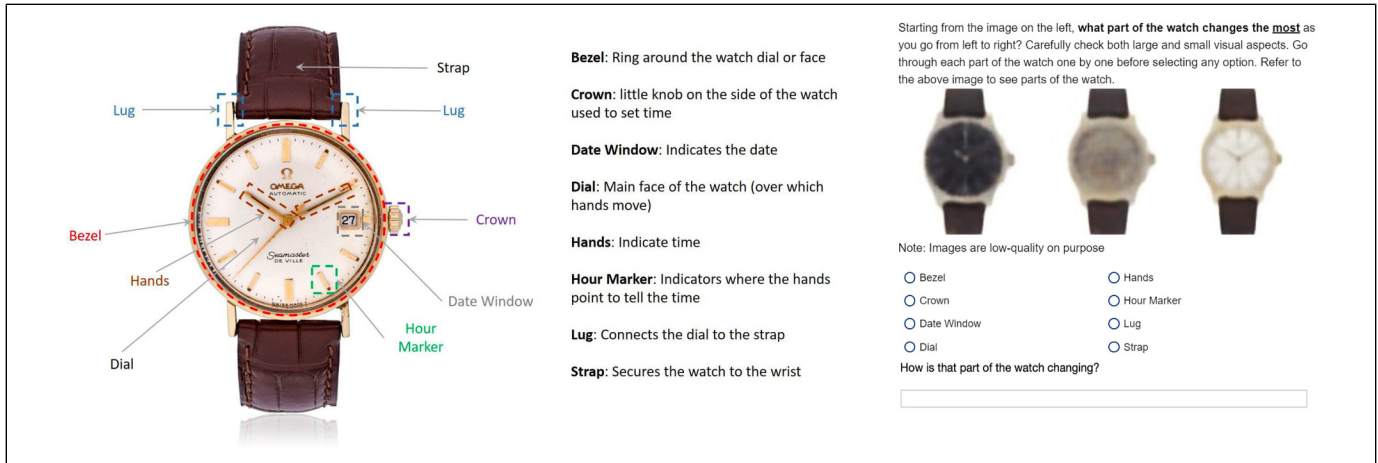 Strap
Lug
Lug
OMEGA
AUTOMATIC
27
Crown
Bezel
Seamaster
DE VILLE
Hands
Date Window
Hour
Marker
Dial
Bezel: Ring around the watch dial or face
Crown: little knob on the side of the watch
used to set time
Date Window: Indicates the date
Dial: Main face of the watch (over which
hands move)
Hands: Indicate time
Hour Marker: Indicators where the hands
point to tell the time
Lug: Connects the dial to the strap
Strap: Secures the watch to the wrist
Starting from the image on the left, what part of the watch changes the most as
you go from left to right? Carefully check both large and small visual aspects. Go
through each part of the watch one by one before selecting any option. Refer to
the above image to see parts of the watch.
Note: Images are low-quality on purpose
Bezel
Hands
Crown
Hour Marker
Date Window
Lug
Dial
Strap
How is that part of the watch changing?